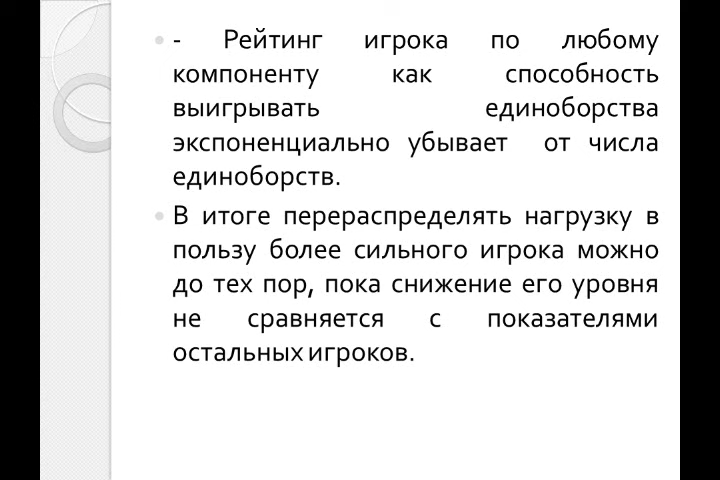 - Рейтинг игрока по любому
компоненту как способность
выигрывать единоборства
экспоненциально убывает от числа
единоборств.
В итоге перераспределять нагрузку в
пользу более сильного игрока можно
до тех пор, пока снижение его уровня
не сравняется с показателями
остальных игроков.